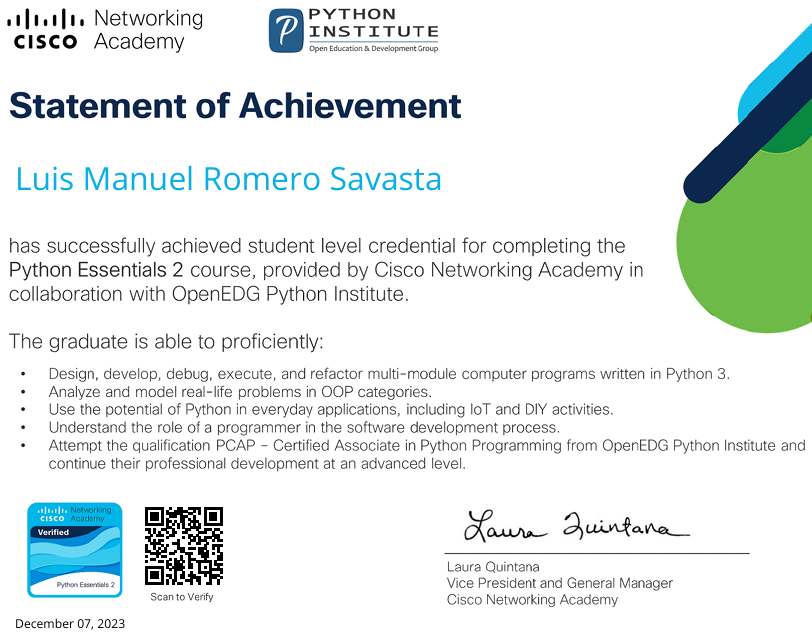 Networking
CISCO Academy
PYTHON
INSTITUTE
Open Education & Development Group
Statement of Achievement
Luis Manuel Romero Savasta
has successfully achieved student level credential for completing the
Python Essentials 2 course, provided by Cisco Networking Academy in
collaboration with OpenEDG Python Institute.
The graduate is able to proficiently:
• Design, develop, debug, execute, and refactor multi-module computer programs written in Python 3.
• Analyze and model real-life problems in OOP categories.
• Use the potential of Python in everyday applications, including IoT and DIY activities.
• Understand the role of a programmer in the software development process.
• Attempt the qualification PCAP – Certified Associate in Python Programming from OpenEDG Python Institute and
continue their professional development at an advanced level.
Networking
CISCO Academy
Verified
Python Essentials 2
Scan to Verify
Laura Quintana
Laura Quintana
Vice President and General Manager
Cisco Networking Academy
December 07, 2023